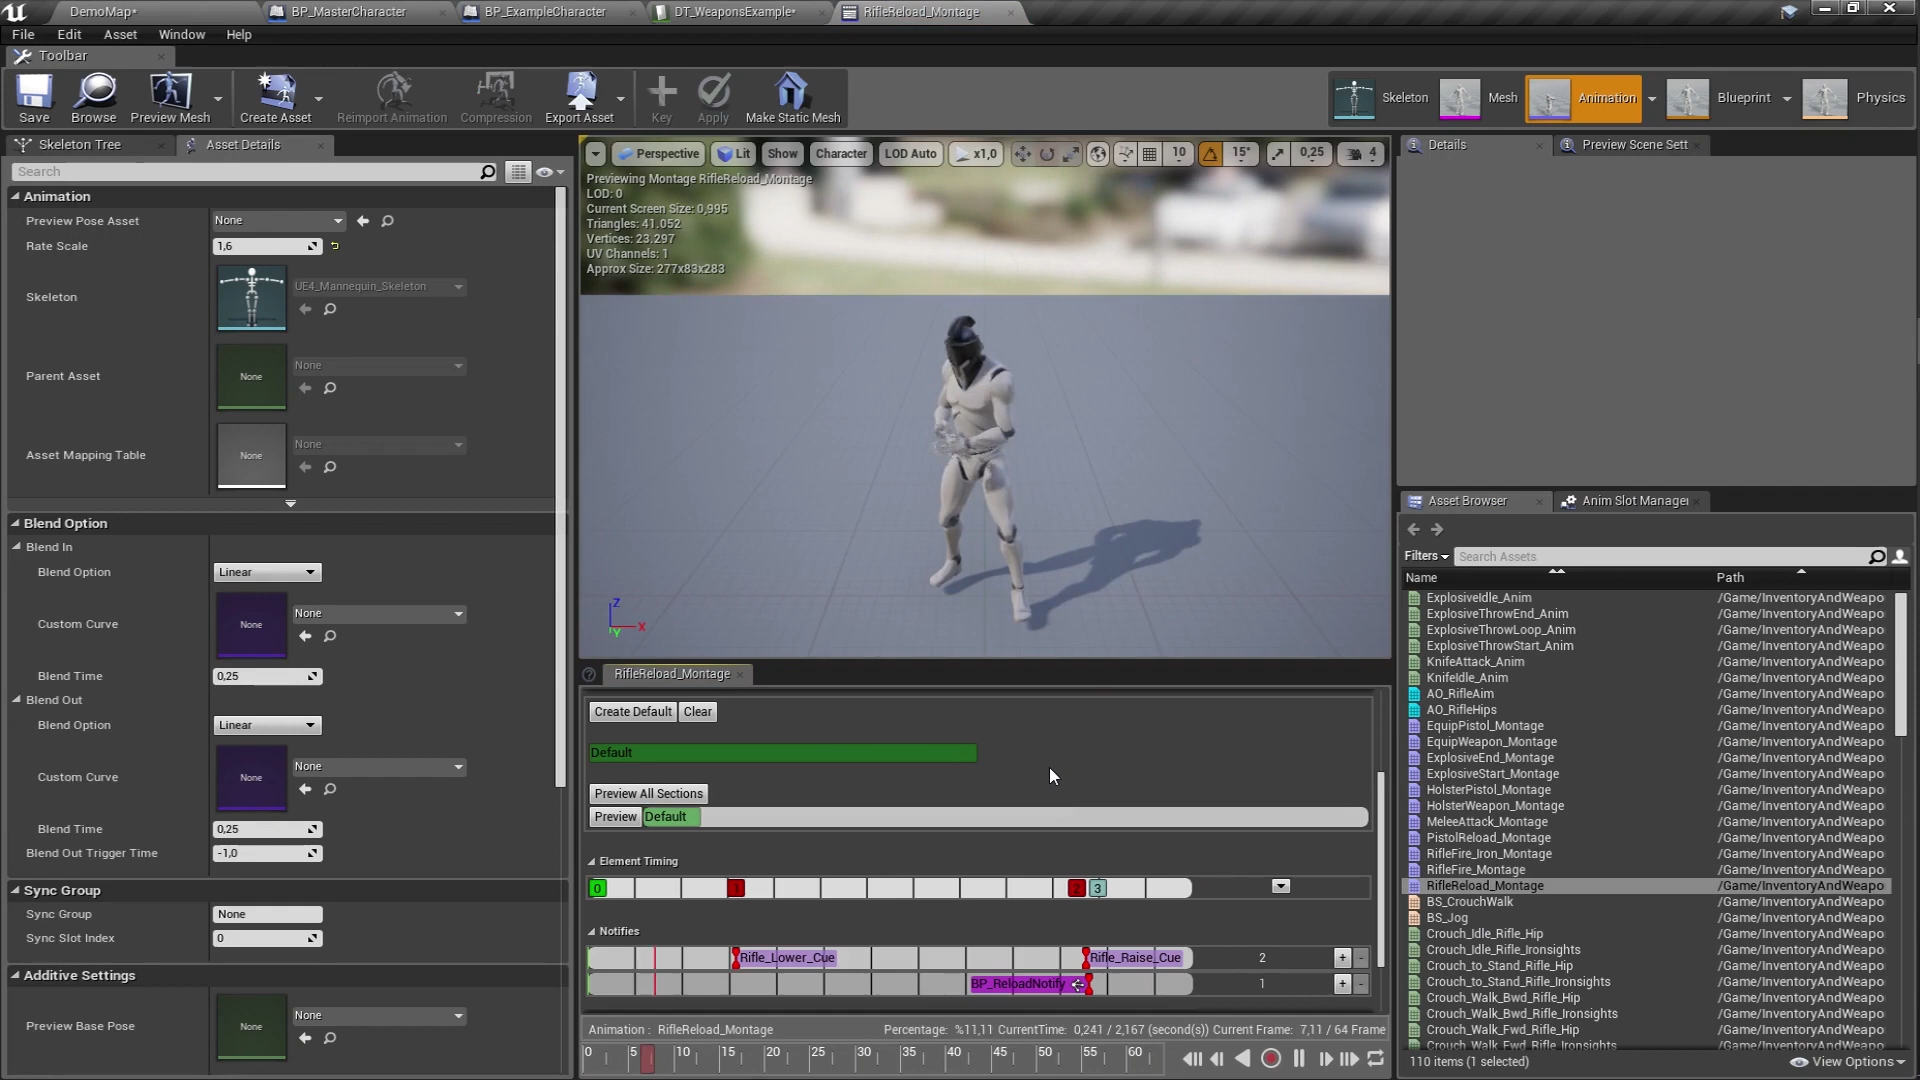 DemoMap*
BP_MasterCharacter
BP_ExampleCharacter
DT_WeaponsExample*
RifleReload_Montage
File Edit Asset Window Help
Toolbar
Save Browse Preview Mesh Create Asset Reimport Animation Compression Export Asset Key Apply Make Static Mesh
Skeleton Mesh Animation Blueprint Physics
Skeleton Tree
Asset Details
Search
Animation
Preview Pose Asset None
Rate Scale 1,6
Skeleton UE4_Mannequin_Skeleton
Parent Asset None None
Asset Mapping Table None None
Blend Option
Blend In
Blend Option Linear
Custom Curve None None
Blend Time 0,25
Blend Out
Blend Option Linear
Custom Curve None None
Blend Time 0,25
Blend Out Trigger Time -1,0
Sync Group
Sync Group None
Sync Slot Index 0
Additive Settings
Preview Base Pose None None
Perspective Lit Show Character LOD Auto x1,0 10 15° 0,25 4
Previewing Montage RifleReload_Montage
LOD: 0
Current Screen Size: 0,995
Triangles: 41.052
Vertices: 23.297
UV Channels: 1
Approx Size: 277x83x283
Z
X
Y
RifleReload_Montage
Create Default Clear
Default
Preview All Sections
Preview Default
Element Timing
0 1 2 3
Notifies
Rifle_Lower_Cue Rifle_Raise_Cue 2 + -
BP_ReloadNotify 1 + -
Animation : RifleReload_Montage Percentage: %11,11 CurrentTime: 0,241 / 2,167 (second(s)) Current Frame: 7,11 / 64 Frame
0 5 10 15 20 25 30 35 40 45 50 55 60
Details
Preview Scene Sett
Asset Browser
Anim Slot Manager
Filters Search Assets
Name Path
ExplosiveIdle_Anim /Game/InventoryAndWeapo
ExplosiveThrowEnd_Anim /Game/InventoryAndWeapo
ExplosiveThrowLoop_Anim /Game/InventoryAndWeapo
ExplosiveThrowStart_Anim /Game/InventoryAndWeapo
KnifeAttack_Anim /Game/InventoryAndWeapo
KnifeIdle_Anim /Game/InventoryAndWeapo
AO_RifleAim /Game/InventoryAndWeapo
AO_RifleHips /Game/InventoryAndWeapo
EquipPistol_Montage /Game/InventoryAndWeapo
EquipWeapon_Montage /Game/InventoryAndWeapo
ExplosiveEnd_Montage /Game/InventoryAndWeapo
ExplosiveStart_Montage /Game/InventoryAndWeapo
HolsterPistol_Montage /Game/InventoryAndWeapo
HolsterWeapon_Montage /Game/InventoryAndWeapo
MeleeAttack_Montage /Game/InventoryAndWeapo
PistolReload_Montage /Game/InventoryAndWeapo
RifleFire_Iron_Montage /Game/InventoryAndWeapo
RifleFire_Montage /Game/InventoryAndWeapo
RifleReload_Montage /Game/InventoryAndWeapo
BS_CrouchWalk /Game/InventoryAndWeapo
BS_Jog /Game/InventoryAndWeapo
Crouch_Idle_Rifle_Hip /Game/InventoryAndWeapo
Crouch_Idle_Rifle_Ironsights /Game/InventoryAndWeapo
Crouch_to_Stand_Rifle_Hip /Game/InventoryAndWeapo
Crouch_to_Stand_Rifle_Ironsights /Game/InventoryAndWeapo
Crouch_Walk_Bwd_Rifle_Hip /Game/InventoryAndWeapo
Crouch_Walk_Bwd_Rifle_Ironsights /Game/InventoryAndWeapo
Crouch_Walk_Fwd_Rifle_Hip /Game/InventoryAndWeapo
Crouch_Walk_Fwd_Rifle_Ironsights /Game/InventoryAndWeapo
110 items (1 selected) View Options